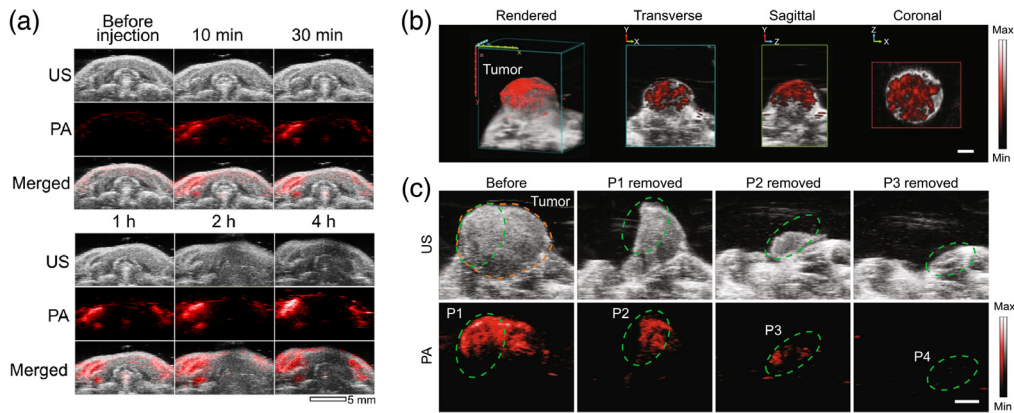 (a)
Before injection
10 min
30 min
US
PA
Merged
1 h
2 h
4 h
US
PA
Merged
5 mm
(b)
Rendered
Transverse
Sagittal
Coronal
Tumor
Y
X
Y
Z
Z
X
Max
Min
(c)
Before
P1 removed
P2 removed
P3 removed
US
Tumor
PA
P1
P2
P3
P4
Max
Min